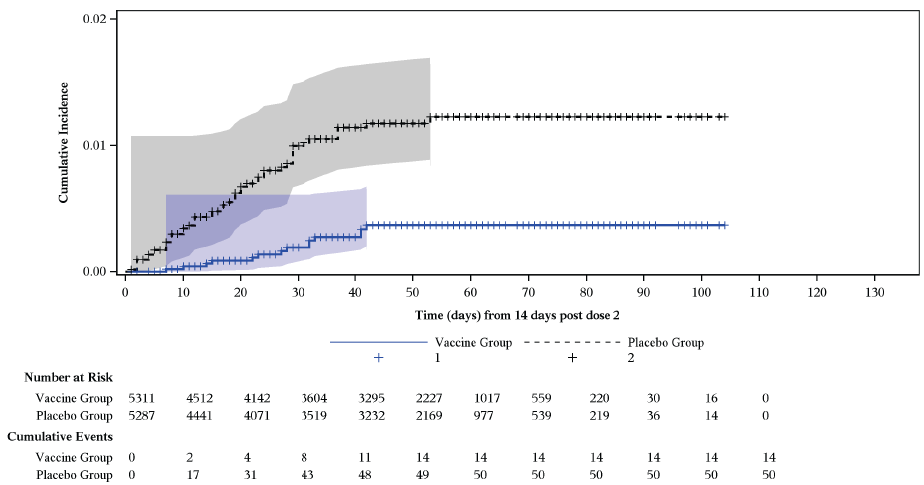 0.02
0.01
0.00
Cumulative Incidence
0 10 20 30 40 50 60 70 80 90 100 110 120 130
Time (days) from 14 days post dose 2
Vaccine Group Placebo Group
1 2
Number at Risk
Vaccine Group 5311 4512 4142 3604 3295 2227 1017 559 220 30 16 0
Placebo Group 5287 4441 4071 3519 3232 2169 977 539 219 36 14 0
Cumulative Events
Vaccine Group 0 2 4 8 11 14 14 14 14 14 14 14
Placebo Group 0 17 31 43 48 49 50 50 50 50 50 50